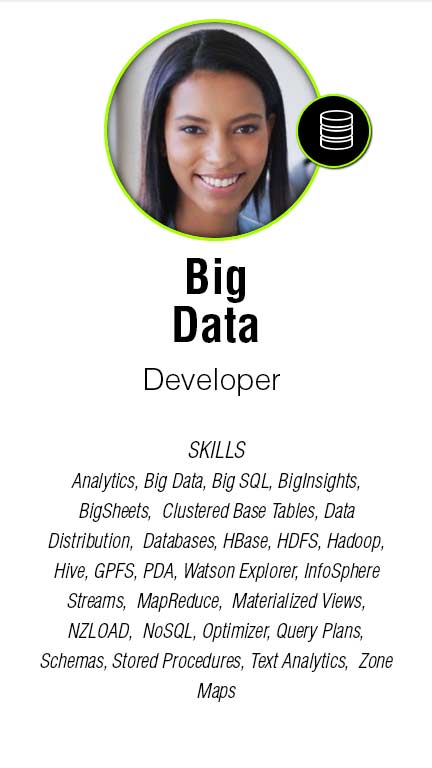 Big
Data
Developer
SKILLS
Analytics, Big Data, Big SQL, BigInsights,
BigSheets,  Clustered Base Tables, Data
Distribution,  Databases, HBase, HDFS, Hadoop,
Hive, GPFS, PDA, Watson Explorer, InfoSphere
Streams,  MapReduce,  Materialized Views,
NZLOAD,  NoSQL, Optimizer, Query Plans,
Schemas, Stored Procedures, Text Analytics,  Zone
Maps